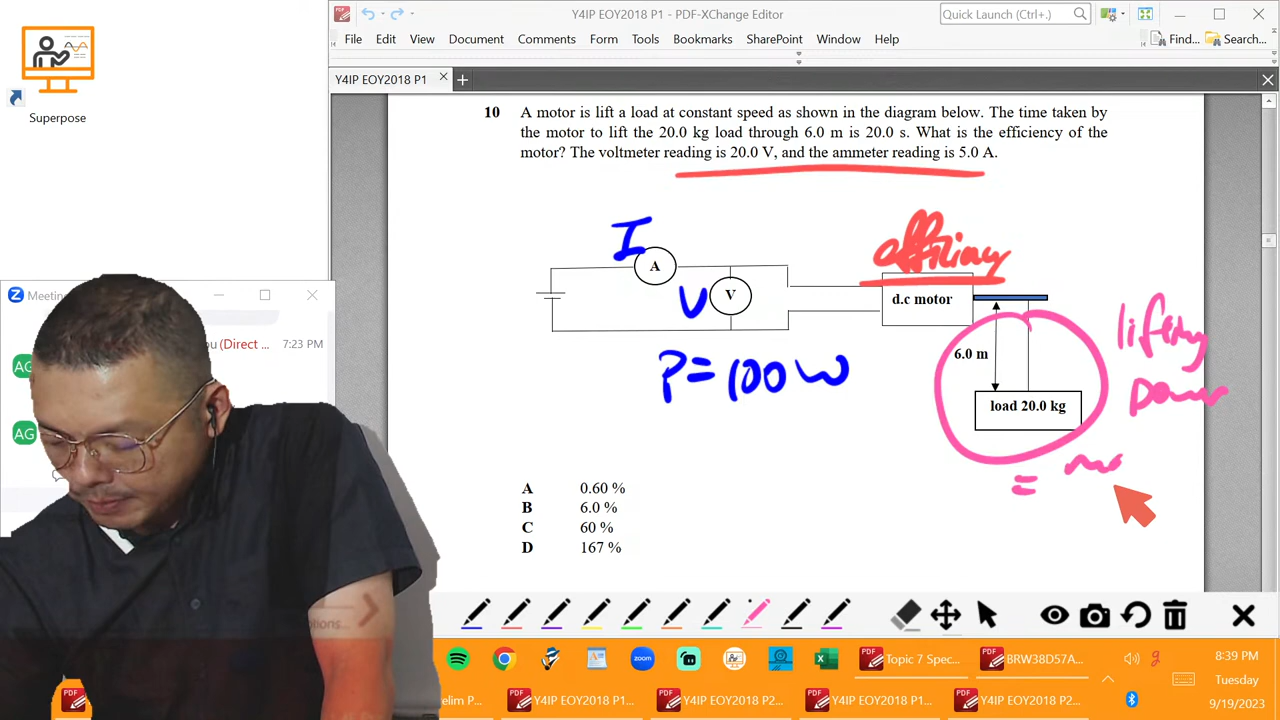 Y4IP EOY2018 P1 - PDF-XChange Editor
Quick Launch (Ctrl+.)
File Edit View Document Comments Form Tools Bookmarks SharePoint Window Help
Find... Search...
Y4IP EOY2018 P1
Superpose
10 A motor is lift a load at constant speed as shown in the diagram below. The time taken by
the motor to lift the 20.0 kg load through 6.0 m is 20.0 s. What is the efficiency of the
motor? The voltmeter reading is 20.0 V, and the ammeter reading is 5.0 A.
I
A
V
V
d.c motor
6.0 m
load 20.0 kg
P = 100 W
lifting
power
=
A 0.60 %
B 6.0 %
C 60 %
D 167 %
Meetin
u (Direct ...
7:23 PM
AG
AG
Topic 7 Spec...
BRW38D57A...
8:39 PM
Tuesday
9/19/2023
elim P...
Y4IP EOY2018 P1...
Y4IP EOY2018 P2...
Y4IP EOY2018 P1...
Y4IP EOY2018 P2...